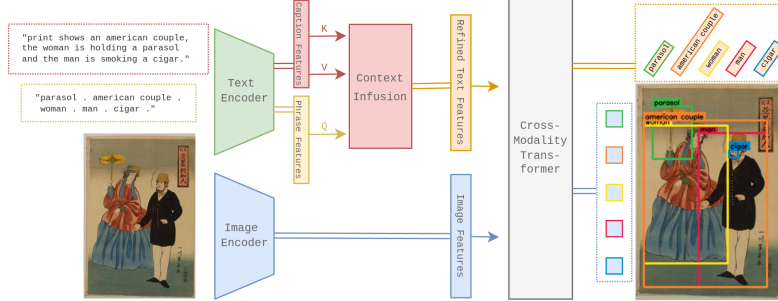 "print shows an american couple,
the woman is holding a parasol
and the man is smoking a cigar."
"parasol . american couple .
woman . man . cigar ."
Text
Encoder
Caption Features
Phrase Features
K
V
Q
Context
Infusion
Refined Text Features
Image
Encoder
Image Features
Cross-
Modality
Trans-
former
parasol
american couple
woman
man
cigar
parasol
american couple
woman
man
cigar